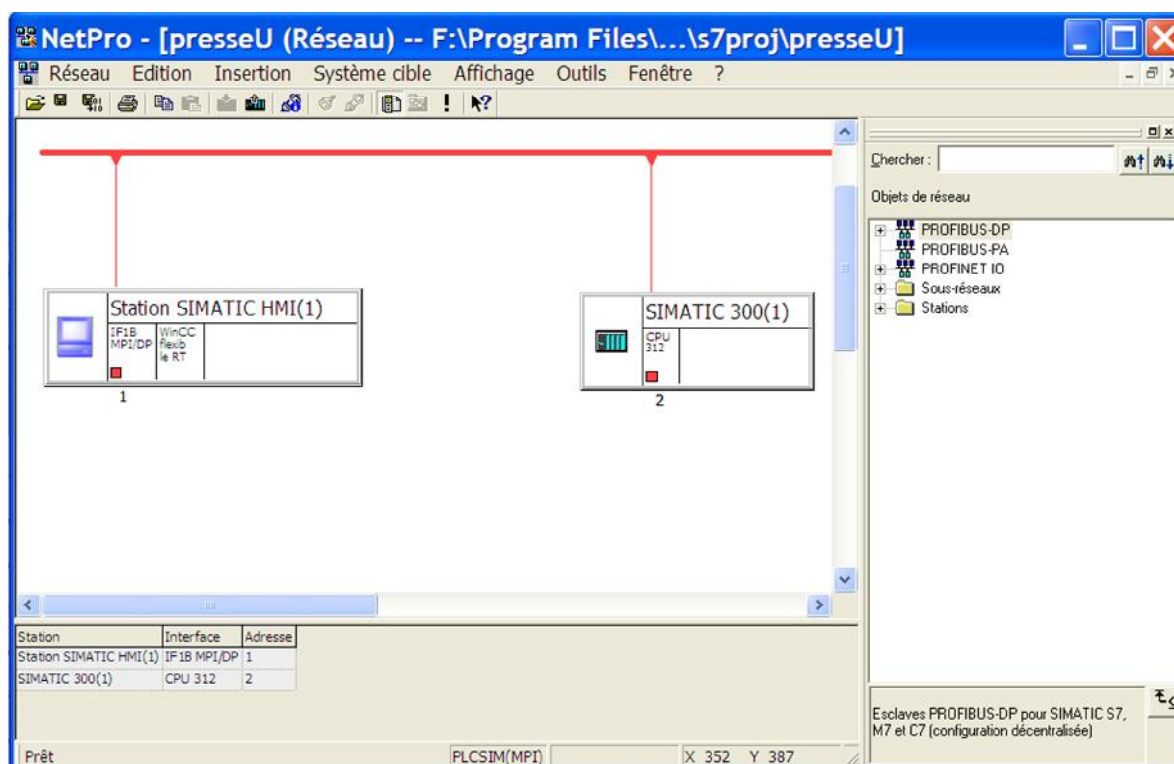 NetPro - [presseU (Réseau) -- F:\Program Files\...\s7proj\presseU]
Réseau Edition Insertion Système cible Affichage Outils Fenêtre ?
Chercher :
Objets de réseau
PROFIBUS-DP
PROFIBUS-PA
PROFINET IO
Sous-réseaux
Stations
Station SIMATIC HMI(1)
IF1B MPI/DP
WinCC flexib le RT
1
SIMATIC 300(1)
CPU 312
2
Station Interface Adresse
Station SIMATIC HMI(1) IF1B MPI/DP 1
SIMATIC 300(1) CPU 312 2
Esclaves PROFIBUS-DP pour SIMATIC S7,
M7 et C7 (configuration décentralisée)
Prêt PLCSIM(MPI) X 352 Y 387